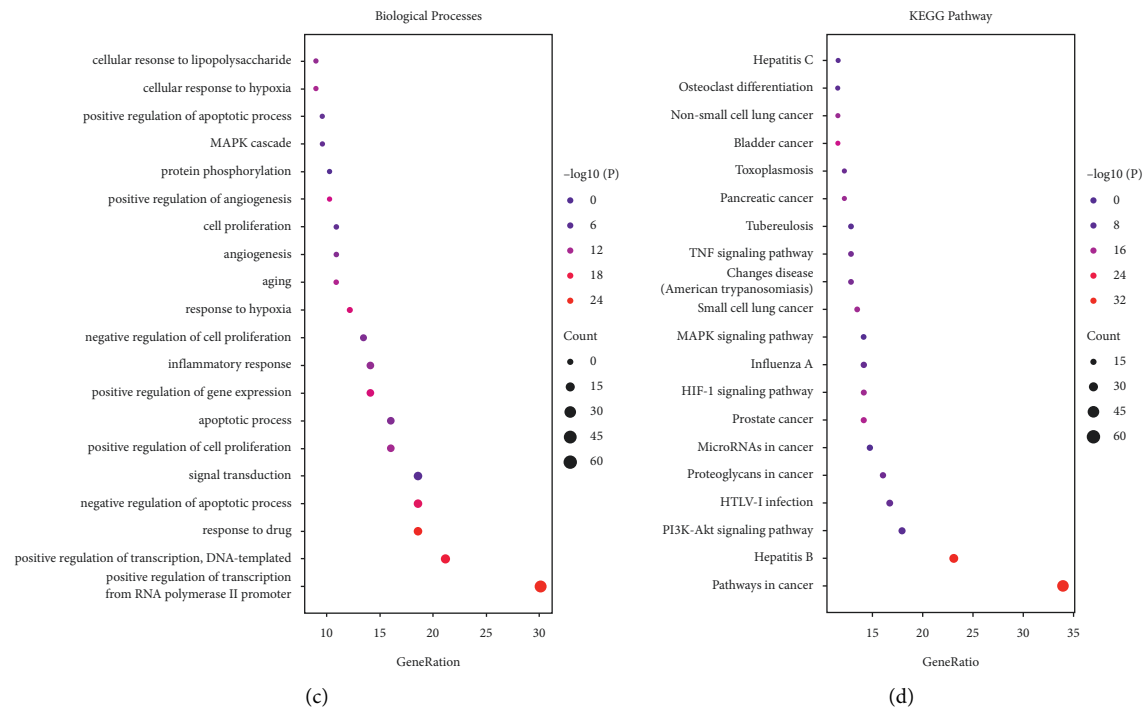 Biological Processes
cellular resonse to lipopolysaccharide
cellular response to hypoxia
positive regulation of apoptotic process
MAPK cascade
protein phosphorylation
positive regulation of angiogenesis
cell proliferation
angiogenesis
aging
response to hypoxia
negative regulation of cell proliferation
inflammatory response
positive regulation of gene expression
apoptotic process
positive regulation of cell proliferation
signal transduction
negative regulation of apoptotic process
response to drug
positive regulation of transcription, DNA-templated
positive regulation of transcription
from RNA polymerase II promoter
10 15 20 25 30
GeneRation
–log10 (P)
0
6
12
18
24
Count
0
15
30
45
60
(c)
KEGG Pathway
Hepatitis C
Osteoclast differentiation
Non-small cell lung cancer
Bladder cancer
Toxoplasmosis
Pancreatic cancer
Tubereulosis
TNF signaling pathway
Changes disease
(American trypanosomiasis)
Small cell lung cancer
MAPK signaling pathway
Influenza A
HIF-1 signaling pathway
Prostate cancer
MicroRNAs in cancer
Proteoglycans in cancer
HTLV-I infection
PI3K-Akt signaling pathway
Hepatitis B
Pathways in cancer
15 20 25 30 35
GeneRatio
–log10 (P)
0
8
16
24
32
Count
15
30
45
60
(d)